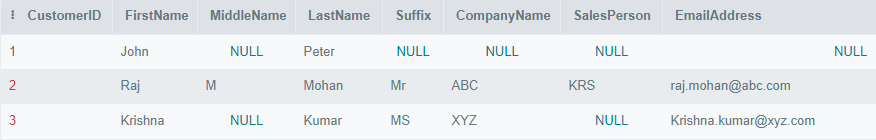 CustomerID FirstName MiddleName LastName Suffix CompanyName SalesPerson EmailAddress
1 John NULL Peter NULL NULL NULL NULL
2 Raj M Mohan Mr ABC KRS raj.mohan@abc.com
3 Krishna NULL Kumar MS XYZ NULL Krishna.kumar@xyz.com